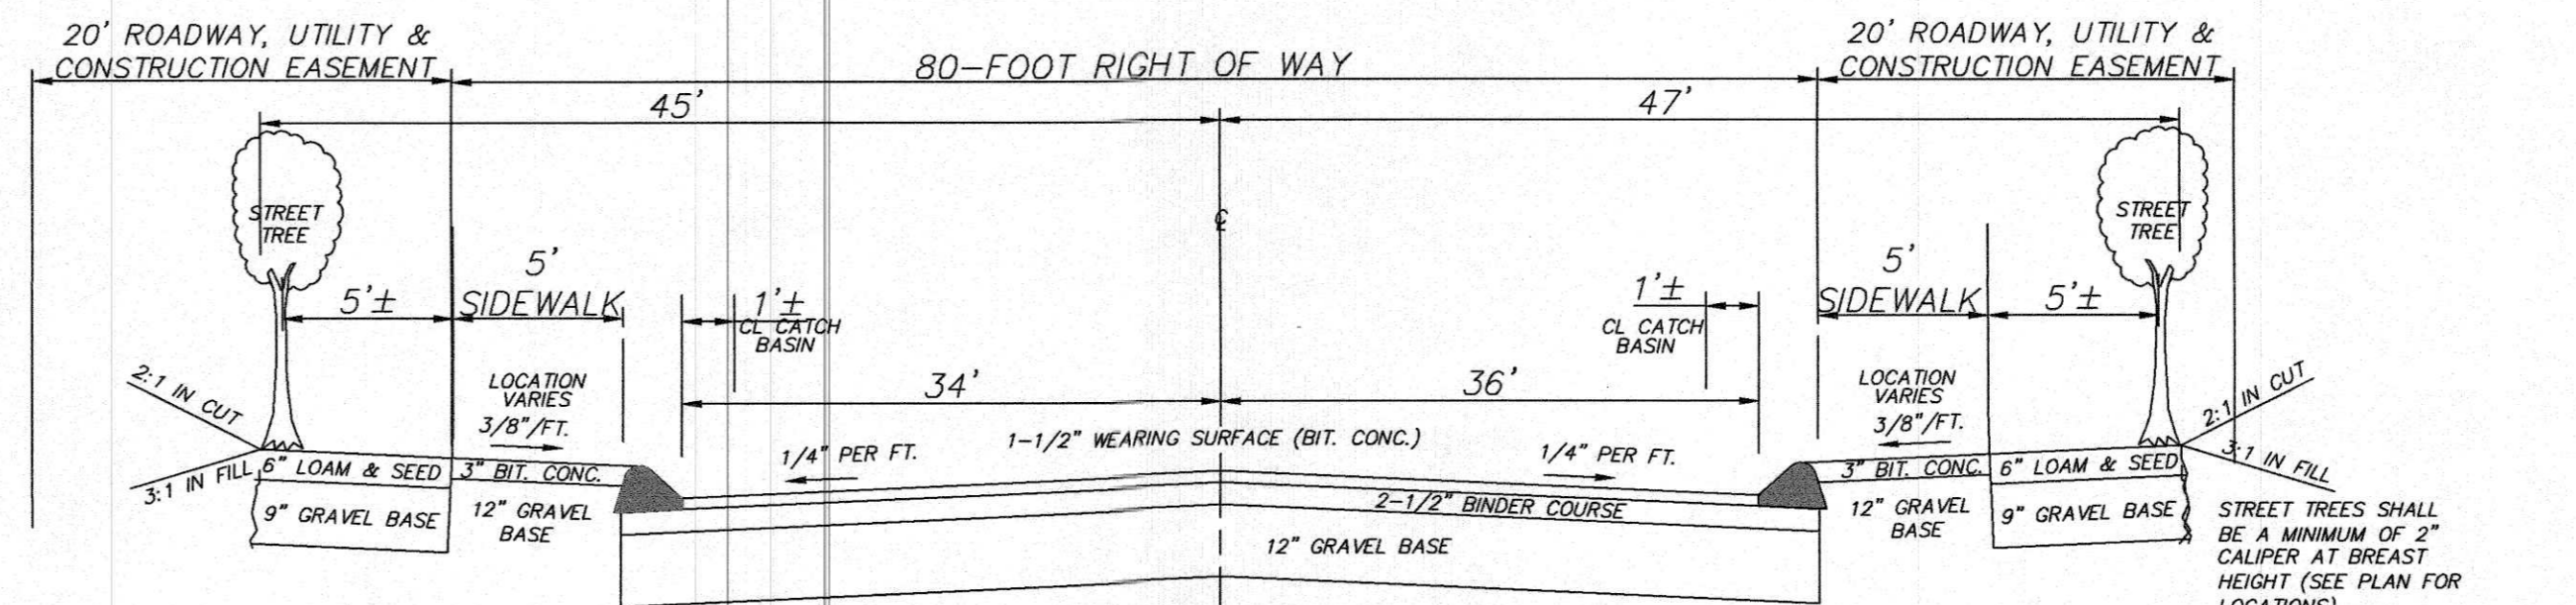 20' ROADWAY, UTILITY &
CONSTRUCTION EASEMENT
80-FOOT RIGHT OF WAY
20' ROADWAY, UTILITY &
CONSTRUCTION EASEMENT
45'
47'
STREET
TREE
STREET
TREE
5'±
5'
SIDEWALK
1'±
CL CATCH
BASIN
1'±
CL CATCH
BASIN
5'
SIDEWALK
5'±
34'
36'
2:1 IN CUT
3:1 IN FILL
LOCATION
VARIES
3/8"/FT.
1/4" PER FT.
1-1/2" WEARING SURFACE (BIT. CONC.)
1/4" PER FT.
LOCATION
VARIES
3/8"/FT.
2:1 IN CUT
3:1 IN FILL
6" LOAM & SEED
3" BIT. CONC.
9" GRAVEL BASE
12" GRAVEL
BASE
2-1/2" BINDER COURSE
12" GRAVEL BASE
3" BIT. CONC.
6" LOAM & SEED
12" GRAVEL
BASE
9" GRAVEL BASE
STREET TREES SHALL
BE A MINIMUM OF 2"
CALIPER AT BREAST
HEIGHT (SEE PLAN FOR
LOCATIONS)